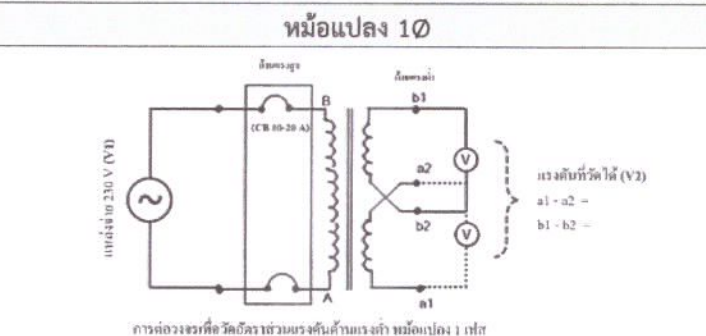 หม้อแปลง 1Ø
ด้านแรงสูง
ด้านแรงต่ำ
B
b1
(CB 10-20 A)
แหล่งจ่าย 230 V (V1)
V
a2
แรงดันที่วัดได้ (V2)
a1 - a2 =
b1 - b2 =
b2
V
A
a1
การต่อวงจรเพื่อวัดอัตราส่วนแรงดันด้านแรงต่ำ หม้อแปลง 1 เฟส